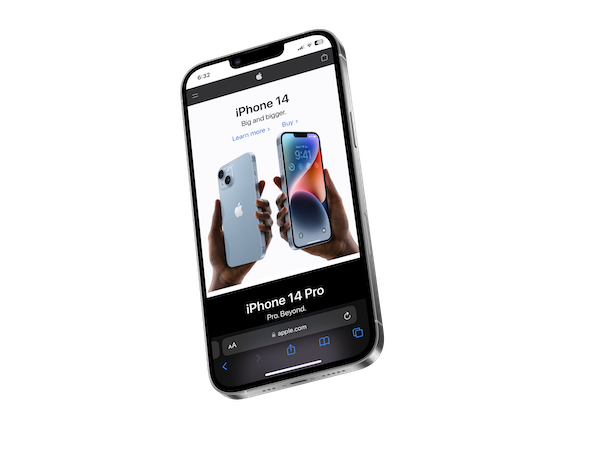 6:32
iPhone 14
Big and bigger.
Learn more > Buy >
9:41
iPhone 14 Pro
Pro. Beyond.
AA apple.com